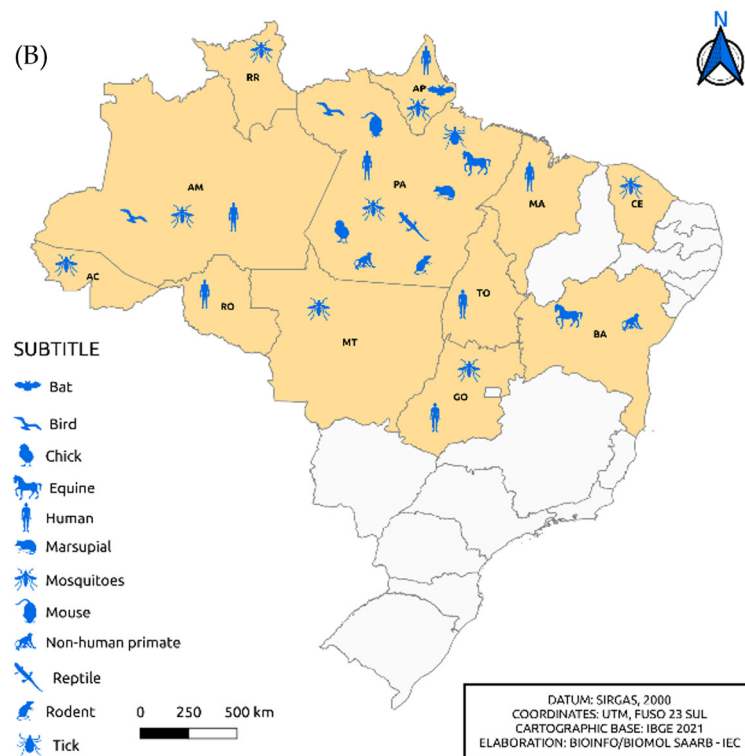 N
(B)
RR
AP
AM
PA
MA
CE
AC
RO
TO
MT
BA
GO
SUBTITLE
Bat
Bird
Chick
Equine
Human
Marsupial
Mosquitoes
Mouse
Non-human primate
Reptile
Rodent
Tick
0 250 500 km
DATUM: SIRGAS, 2000
COORDINATES: UTM, FUSO 23 SUL
CARTOGRAPHIC BASE: IBGE 2021
ELABORATION: BIOINFO/BIOMOL SAARB - IEC